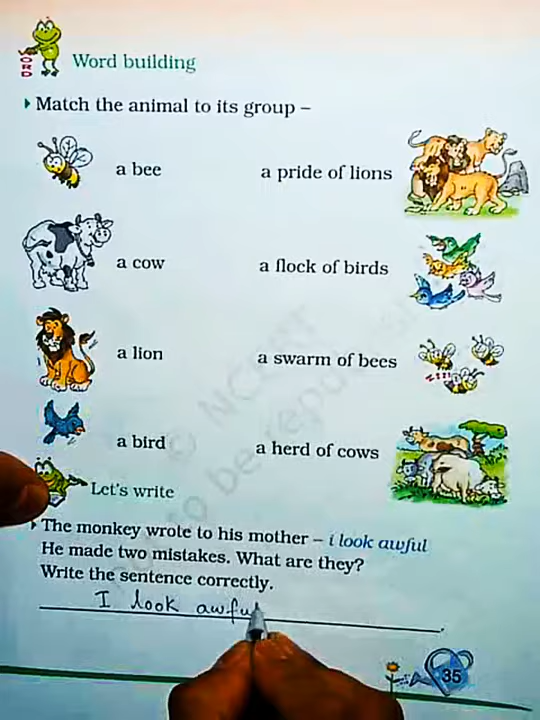 WORD
Word building
Match the animal to its group –
a bee
a pride of lions
a cow
a flock of birds
a lion
a swarm of bees
a bird
a herd of cows
Let's write
The monkey wrote to his mother – i look awful
He made two mistakes. What are they?
Write the sentence correctly.
I look awfu
35